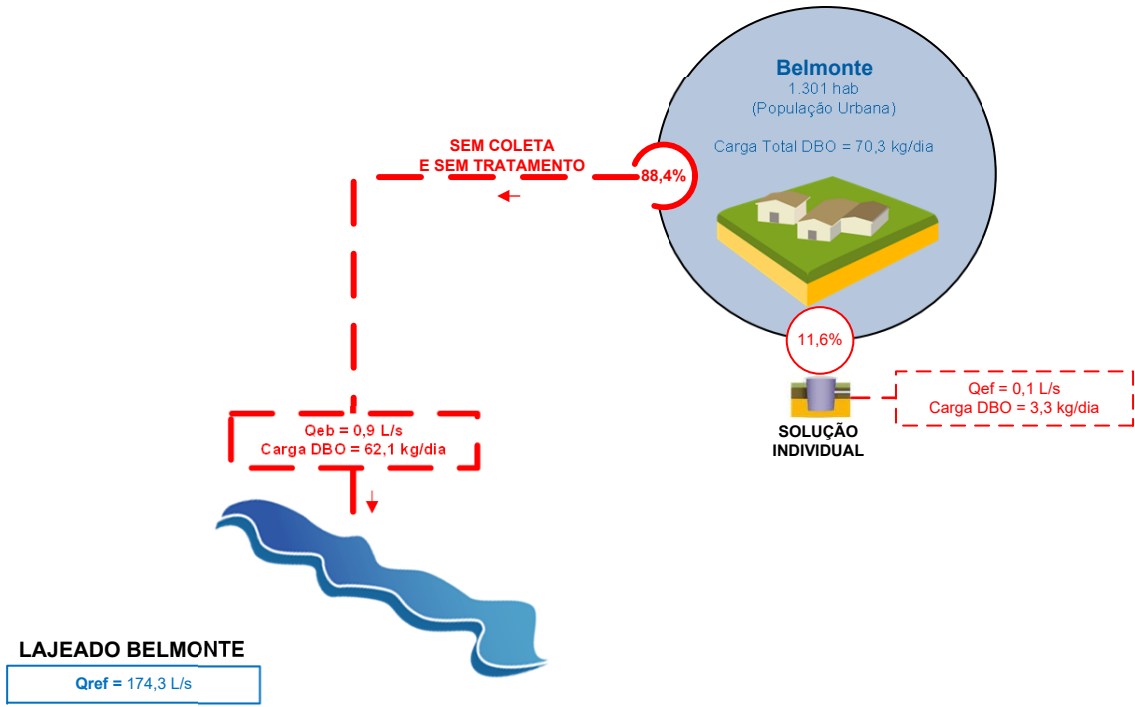 Belmonte
1.301 hab
(População Urbana)
Carga Total DBO = 70,3 kg/dia
SEM COLETA
E SEM TRATAMENTO
88,4%
11,6%
Qef = 0,1 L/s
Carga DBO = 3,3 kg/dia
SOLUÇÃO
INDIVIDUAL
Qeb = 0,9 L/s
Carga DBO = 62,1 kg/dia
LAJEADO BELMONTE
Qref = 174,3 L/s